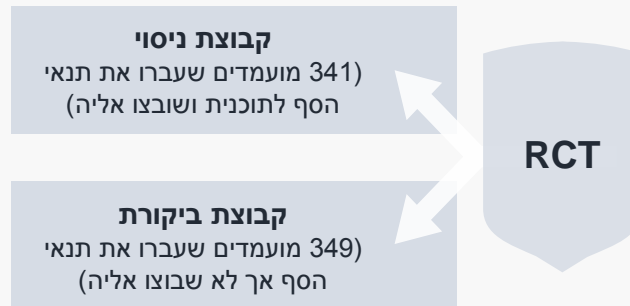 קבוצת ניסוי
(341 מועמדים שעברו את תנאי
הסף לתוכנית ושובצו אליה)
RCT
קבוצת ביקורת
(349 מועמדים שעברו את תנאי
הסף אך לא שבוצו אליה)